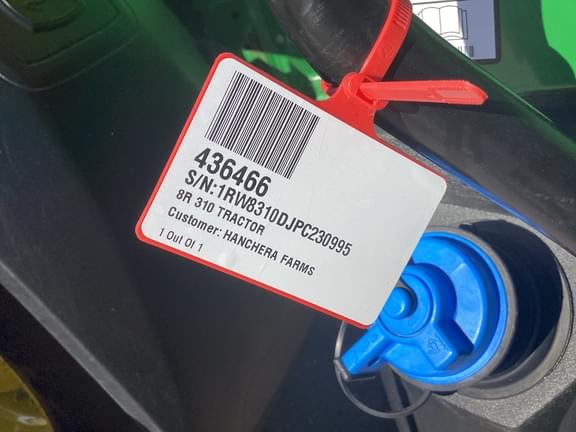 436466
S/N:1RW8310DJPC230995
8R 310 TRACTOR
Customer: HANCHERA FARMS
1 Out Of 1